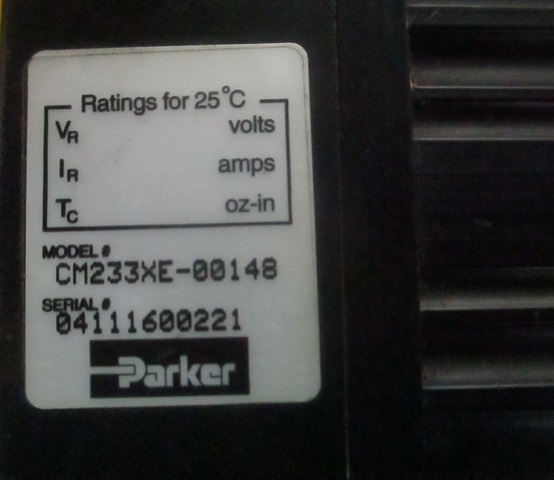 Ratings for 25°C
VR volts
IR amps
TC oz-in
MODEL #
CM233XE-00148
SERIAL #
04111600221
Parker